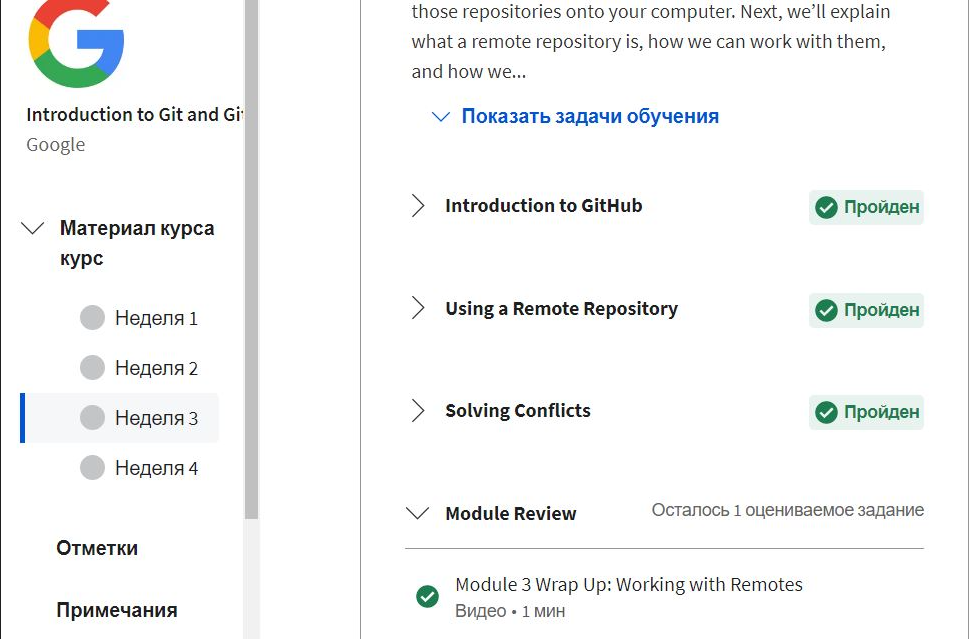 Introduction to Git and Git
Google
Материал курса
курс
Неделя 1
Неделя 2
Неделя 3
Неделя 4
Отметки
Примечания
those repositories onto your computer. Next, we’ll explain
what a remote repository is, how we can work with them,
and how we...
Показать задачи обучения
Introduction to GitHub
Пройден
Using a Remote Repository
Пройден
Solving Conflicts
Пройден
Module Review
Осталось 1 оцениваемое задание
Module 3 Wrap Up: Working with Remotes
Видео • 1 мин